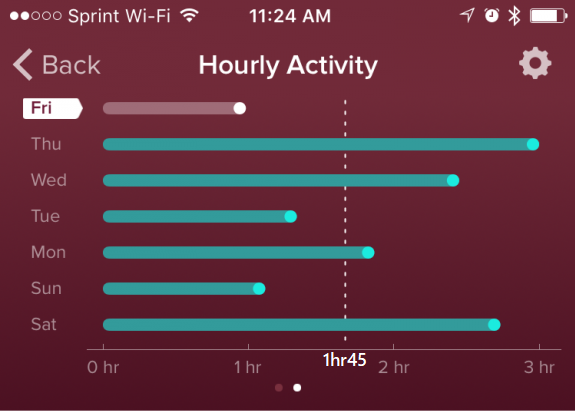 Sprint Wi-Fi 11:24 AM
Back Hourly Activity
Fri
Thu
Wed
Tue
Mon
Sun
Sat
1hr45
0 hr 1 hr 2 hr 3 hr